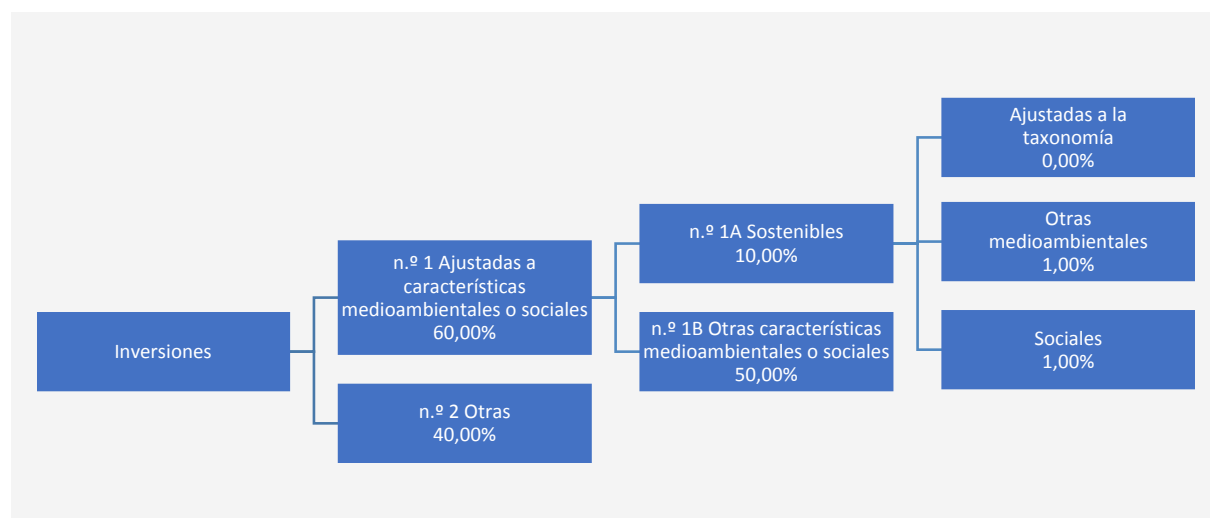 Inversiones
n.º 1 Ajustadas a
características
medioambientales o sociales
60,00%
n.º 2 Otras
40,00%
n.º 1A Sostenibles
10,00%
n.º 1B Otras características
medioambientales o sociales
50,00%
Ajustadas a la
taxonomía
0,00%
Otras
medioambientales
1,00%
Sociales
1,00%